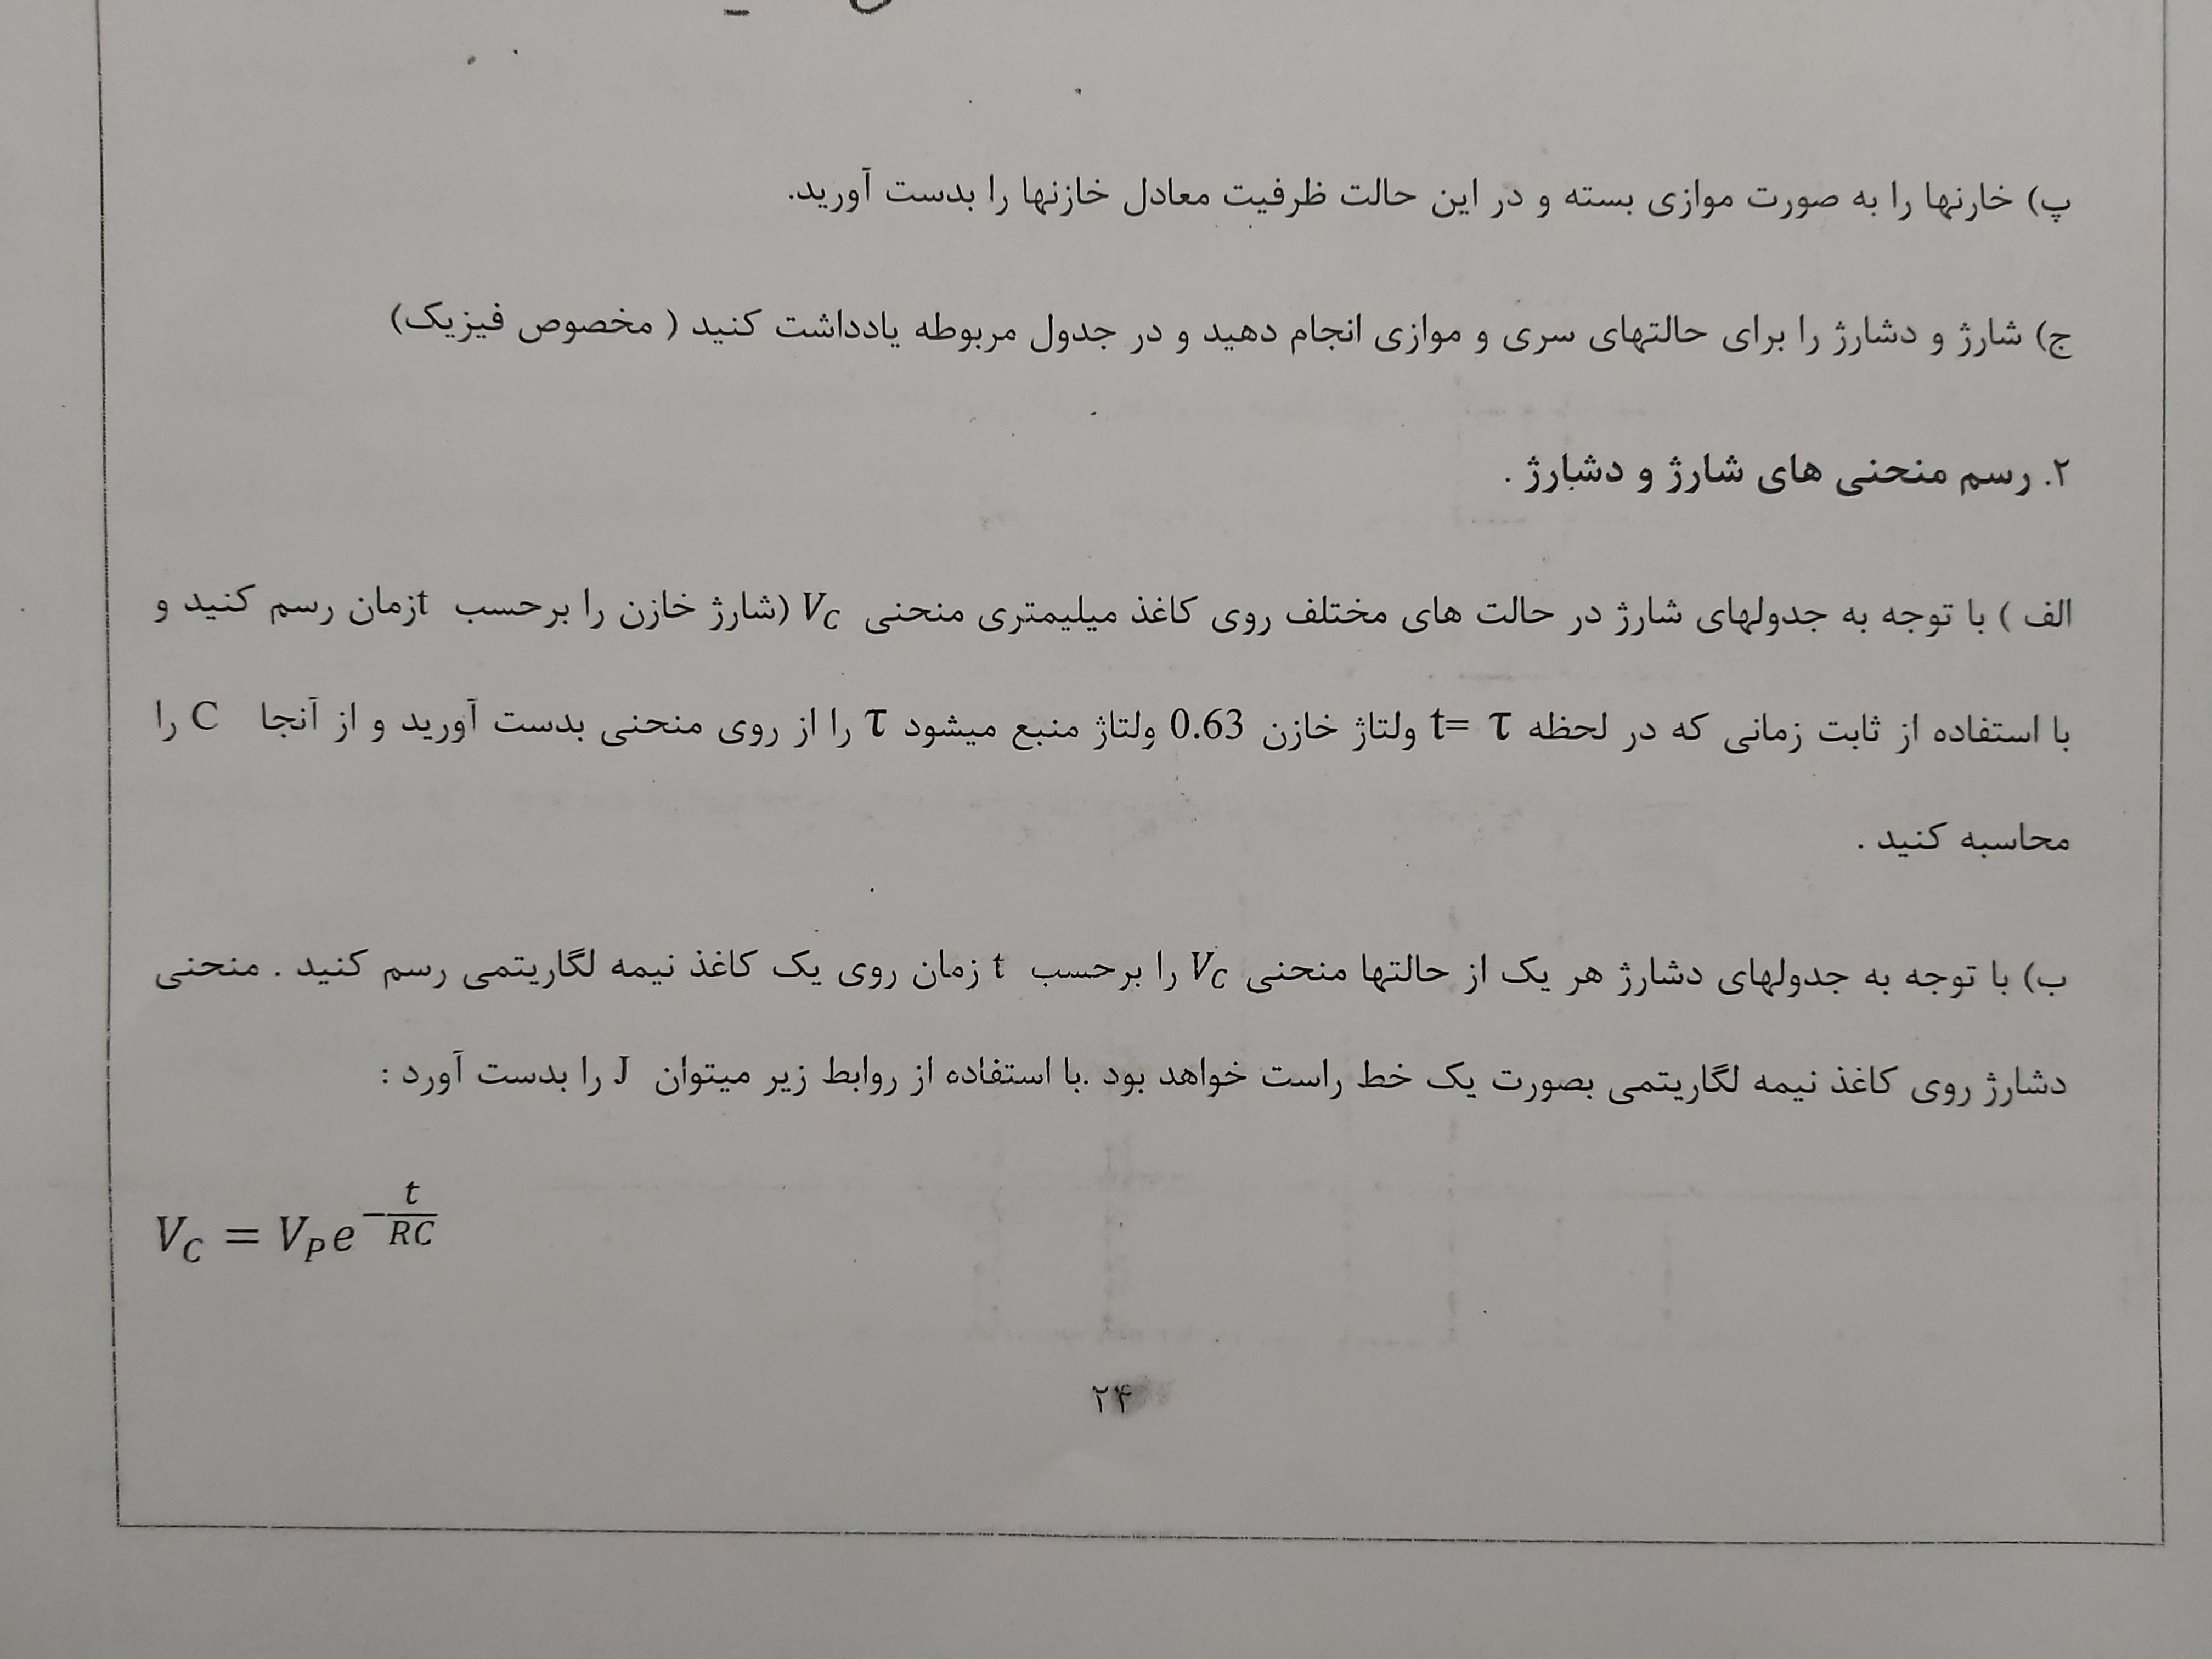 پ) خارنها را به صورت موازی بسته و در این حالت ظرفیت معادل خازنها را بدست آورید.
ج) شارژ و دشارژ را برای حالتهای سری و موازی انجام دهید و در جدول مربوطه یادداشت کنید ( مخصوص فیزیک)
۲. رسم منحنی های شارژ و دشارژ .
الف ) با توجه به جدولهای شارژ در حالت های مختلف روی کاغذ میلیمتری منحنی V_C (شارژ خازن را برحسب tزمان رسم کنید و
با استفاده از ثابت زمانی که در لحظه t= τ ولتاژ خازن 0.63 ولتاژ منبع میشود τ را از روی منحنی بدست آورید و از آنجا C را
محاسبه کنید .
ب) با توجه به جدولهای دشارژ هر یک از حالتها منحنی V_C را برحسب t زمان روی یک کاغذ نیمه لگاریتمی رسم کنید . منحنی
دشارژ روی کاغذ نیمه لگاریتمی بصورت یک خط راست خواهد بود .با استفاده از روابط زیر میتوان J را بدست آورد :
V_C = V_P e^{-t/RC}
۲۴